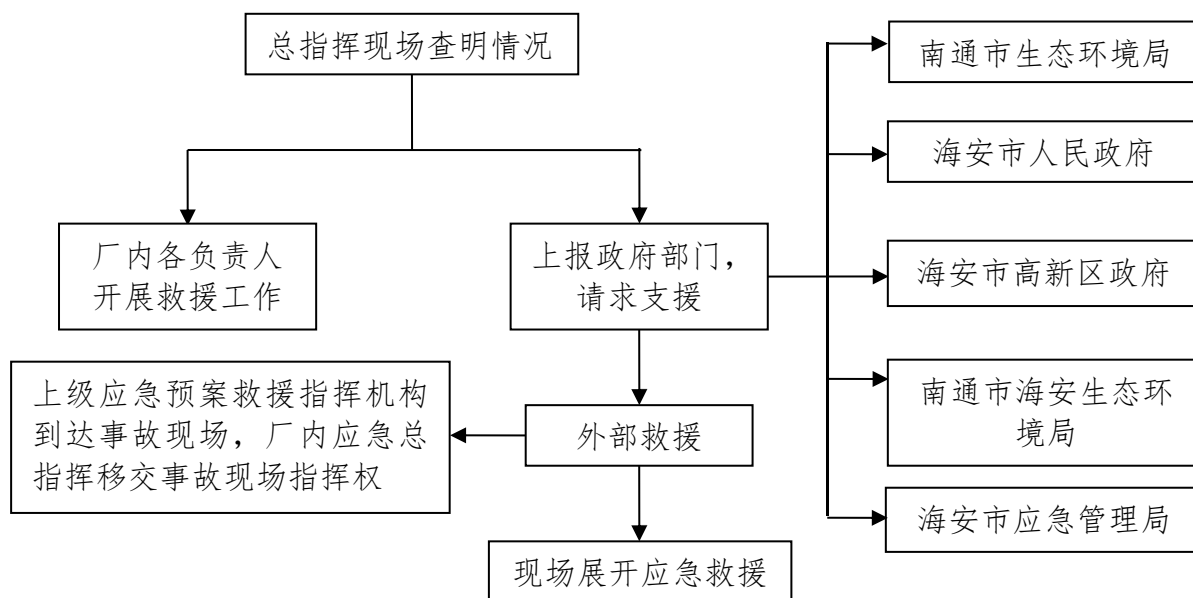 总指挥现场查明情况
南通市生态环境局
海安市人民政府
厂内各负责人
开展救援工作
上报政府部门，
请求支援
海安市高新区政府
上级应急预案救援指挥机构
到达事故现场，厂内应急总
指挥移交事故现场指挥权
外部救援
南通市海安生态环
境局
海安市应急管理局
现场展开应急救援